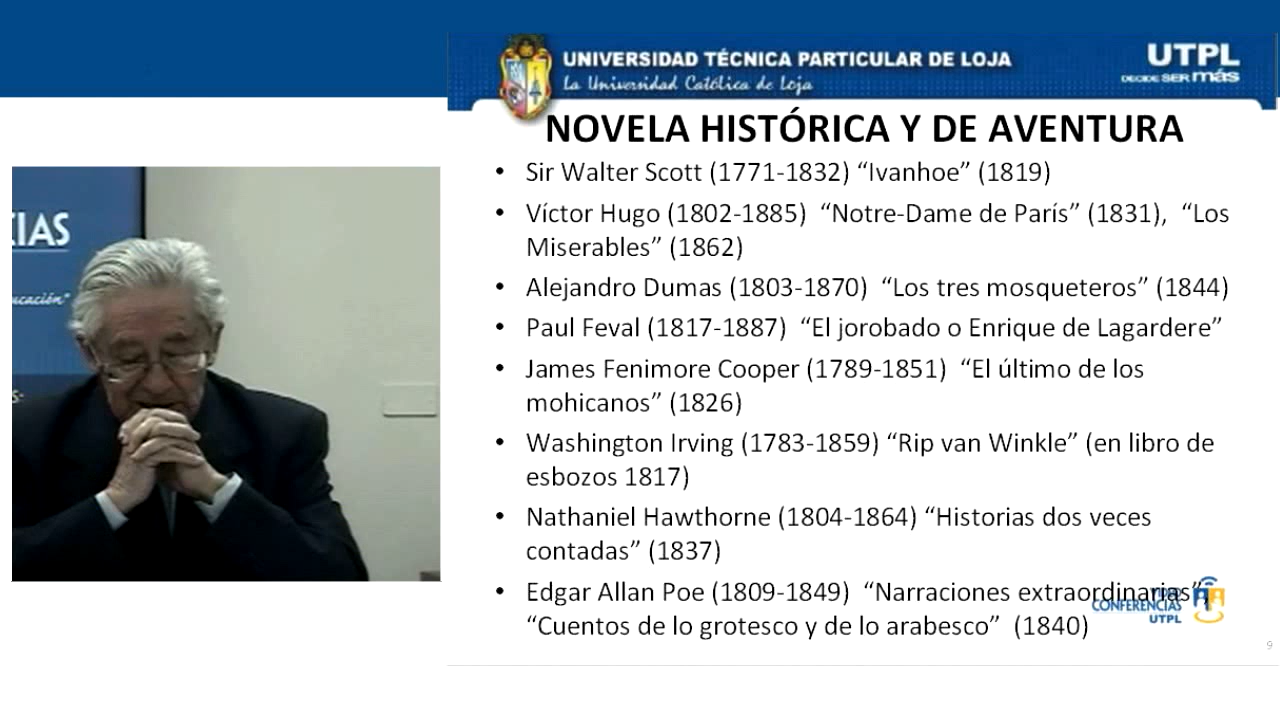 UNIVERSIDAD TÉCNICA PARTICULAR DE LOJA
La Universidad Católica de Loja
UTPL
DECIDE SER más
NOVELA HISTÓRICA Y DE AVENTURA
• Sir Walter Scott (1771-1832) “Ivanhoe” (1819)
• Víctor Hugo (1802-1885) “Notre-Dame de París” (1831), “Los
Miserables” (1862)
• Alejandro Dumas (1803-1870) “Los tres mosqueteros” (1844)
• Paul Feval (1817-1887) “El jorobado o Enrique de Lagardere”
• James Fenimore Cooper (1789-1851) “El último de los
mohicanos” (1826)
• Washington Irving (1783-1859) “Rip van Winkle” (en libro de
esbozos 1817)
• Nathaniel Hawthorne (1804-1864) “Historias dos veces
contadas” (1837)
• Edgar Allan Poe (1809-1849) “Narraciones extraordinarias”,
“Cuentos de lo grotesco y de lo arabesco” (1840)
CONFERENCIAS
UTPL
9